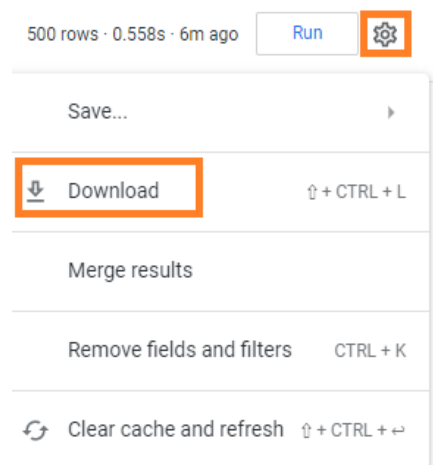 500 rows · 0.558s · 6m ago Run
Save...
Download ⇧ + CTRL + L
Merge results
Remove fields and filters CTRL + K
Clear cache and refresh ⇧ + CTRL + ↩